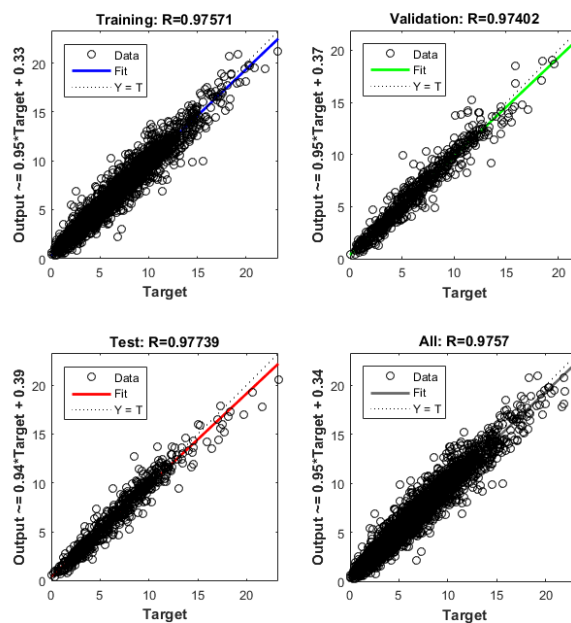 Training: R=0.97571
Output ~= 0.95*Target + 0.33
Data
Fit
Y = T
20
15
10
5
0
0
5
10
15
20
Target
Validation: R=0.97402
Output ~= 0.95*Target + 0.37
Data
Fit
Y = T
20
15
10
5
0
0
5
10
15
20
Target
Test: R=0.97739
Output ~= 0.94*Target + 0.39
Data
Fit
Y = T
20
15
10
5
0
0
5
10
15
20
Target
All: R=0.9757
Output ~= 0.95*Target + 0.34
Data
Fit
Y = T
20
15
10
5
0
0
5
10
15
20
Target